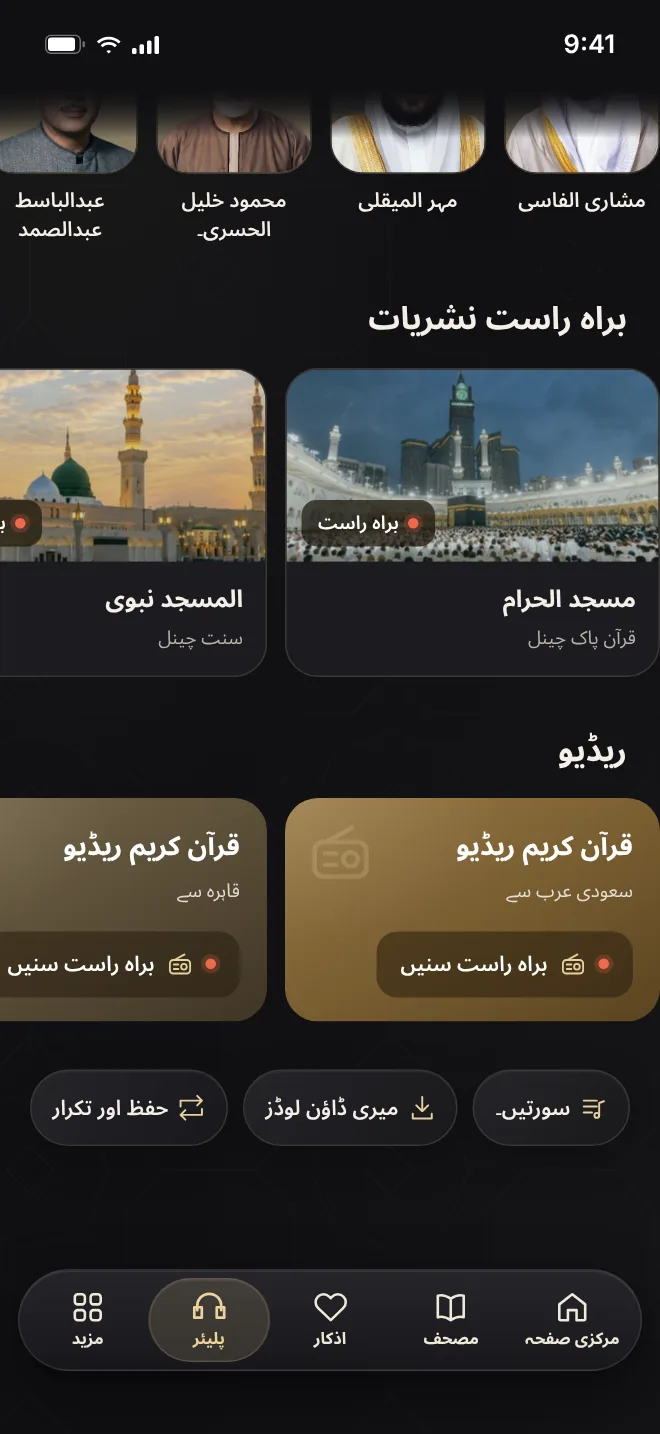 9:41
مشاری الفاسی
مہر المیقلی
محمود خلیل
الحسری۔
عبدالباسط
عبدالصمد
براہ راست نشریات
براہ راست
مسجد الحرام
قرآن پاک چینل
المسجد نبوی
سنت چینل
ریڈیو
قرآن کریم ریڈیو
سعودی عرب سے
براہ راست سنیں
قرآن کریم ریڈیو
قاہرہ سے
براہ راست سنیں
سورتیں۔
میری ڈاؤن لوڈز
حفظ اور تکرار
مرکزی صفحہ
مصحف
اذکار
پلیئر
مزید